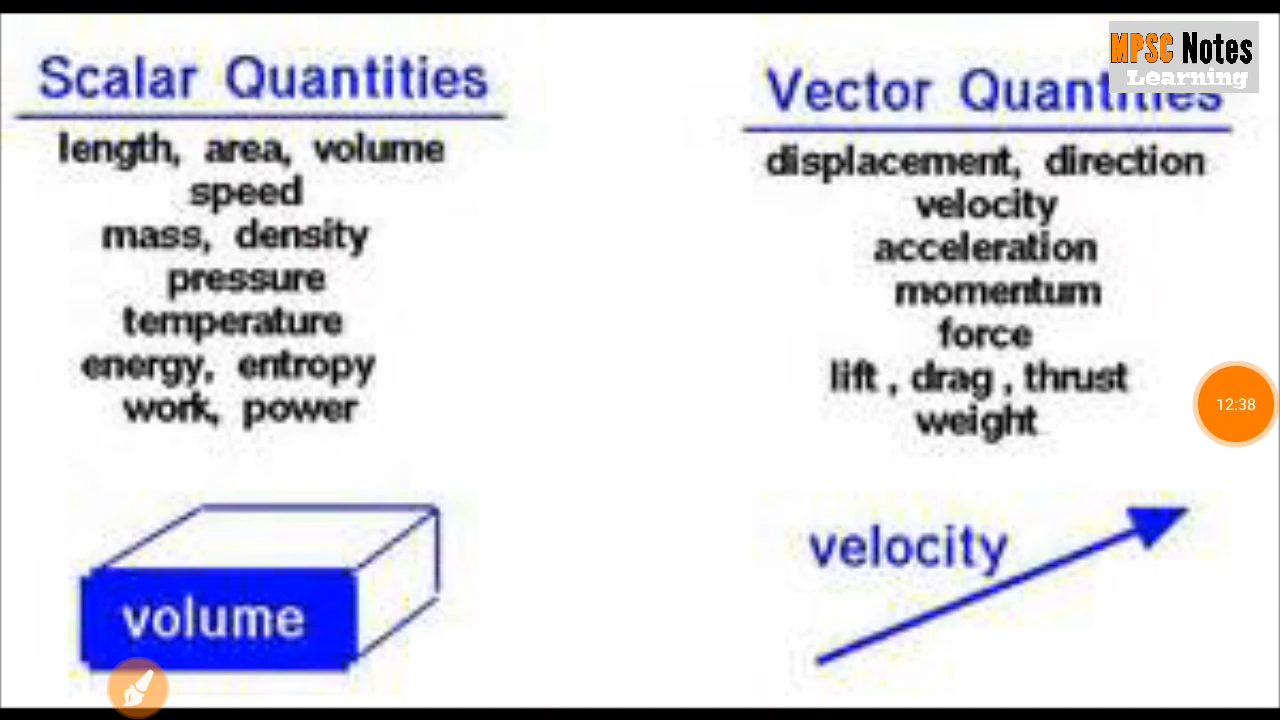 MPSC Notes
Learning
Scalar Quantities
length, area, volume
speed
mass, density
pressure
temperature
energy, entropy
work, power
volume
Vector Quantities
displacement, direction
velocity
acceleration
momentum
force
lift , drag , thrust
weight
velocity
12:38